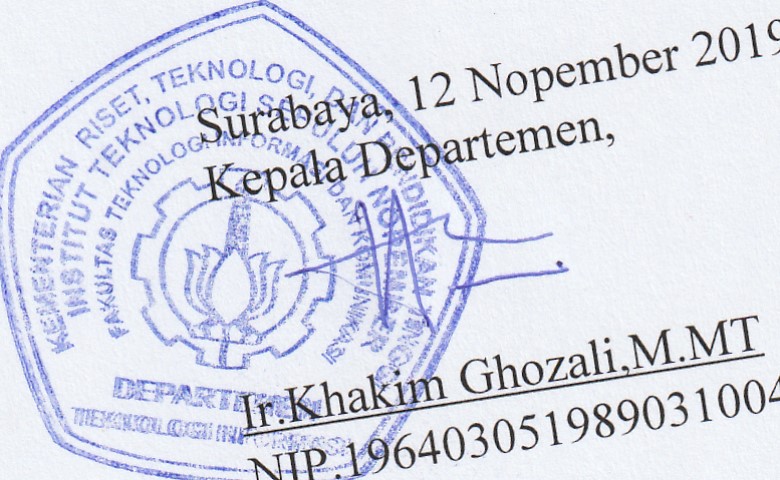 Surabaya, 12 Nopember 2019
Kepala Departemen,
KEMENTERIAN RISET, TEKNOLOGI, DAN PENDIDIKAN TINGGI
INSTITUT TEKNOLOGI SEPULUH NOPEMBER
FAKULTAS TEKNOLOGI INFORMASI DAN KOMUNIKASI
DEPARTEMEN
TEKNOLOGI INFORMASI
Ir.Khakim Ghozali,M.MT
NIP.196403051989031004